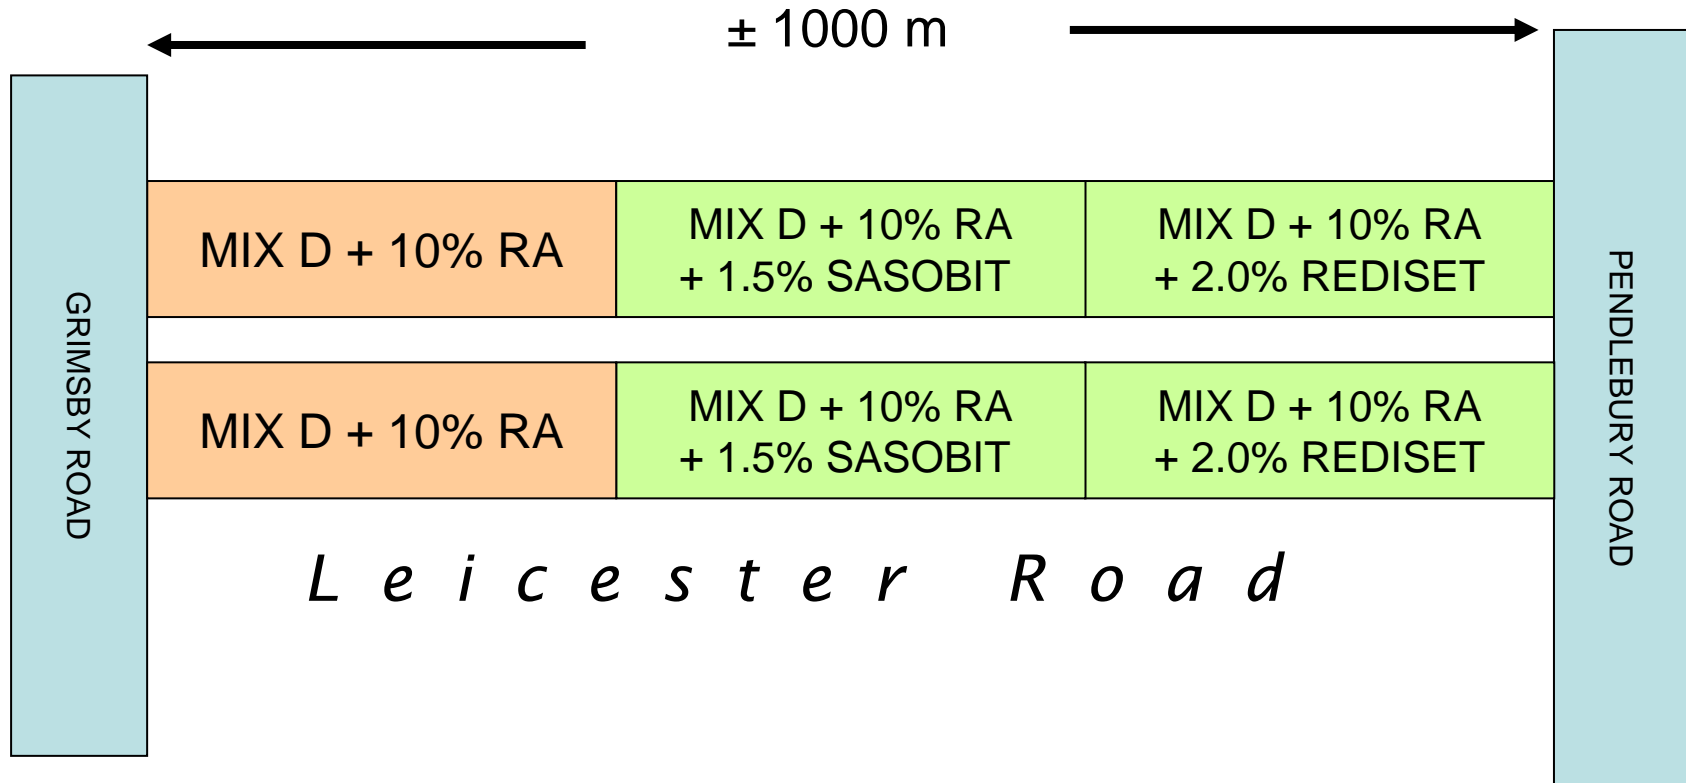 ± 1000 m
GRIMSBY ROAD
MIX D + 10% RA
MIX D + 10% RA
+ 1.5% SASOBIT
MIX D + 10% RA
+ 2.0% REDISET
PENDLEBURY ROAD
MIX D + 10% RA
MIX D + 10% RA
+ 1.5% SASOBIT
MIX D + 10% RA
+ 2.0% REDISET
Leicester Road